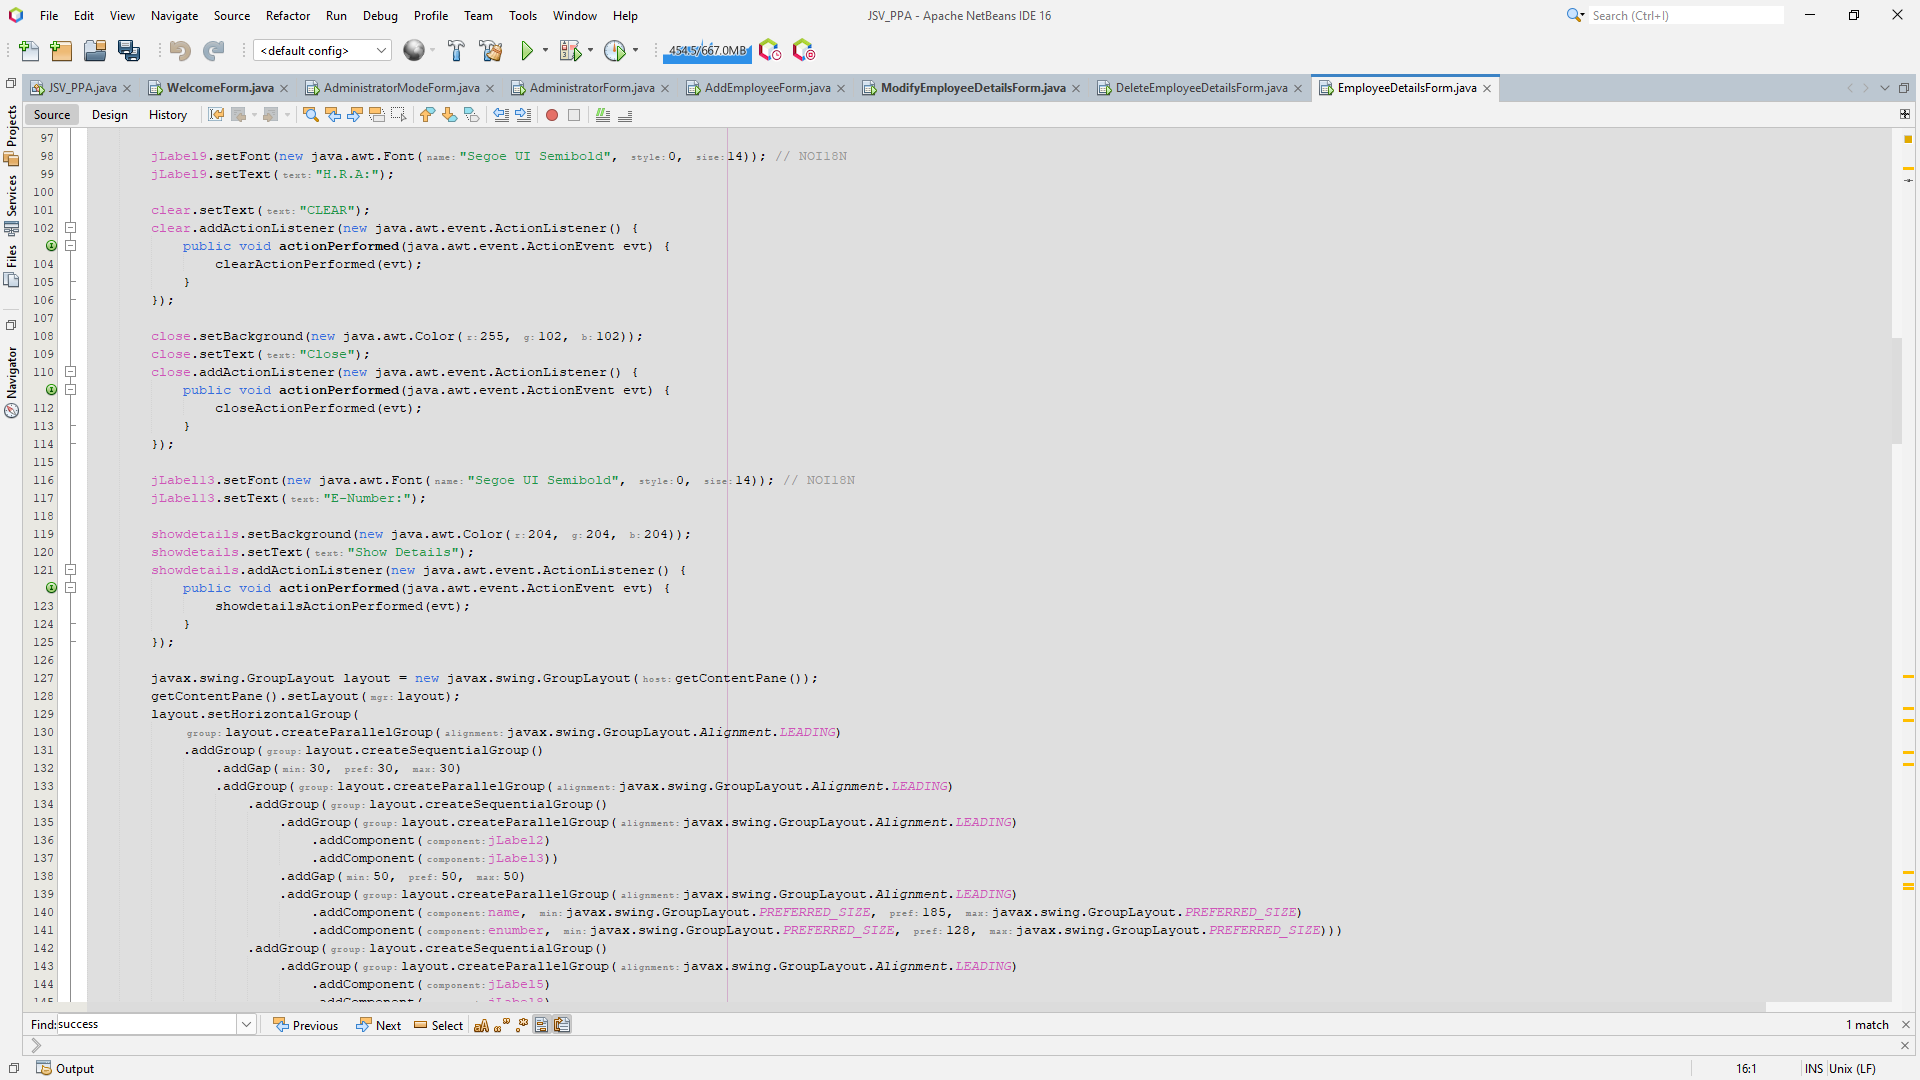 File Edit View Navigate Source Refactor Run Debug Profile Team Tools Window Help
JSV_PPA - Apache NetBeans IDE 16
Search (Ctrl+I)
<default config>
454.5/667.0MB
JSV_PPA.java WelcomeForm.java AdministratorModeForm.java AdministratorForm.java AddEmployeeForm.java ModifyEmployeeDetailsForm.java DeleteEmployeeDetailsForm.java EmployeeDetailsForm.java
Source Design History
Projects
Services
Files
Navigator
97
98 jLabel9.setFont(new java.awt.Font( name: "Segoe UI Semibold", style: 0, size: 14)); // NOI18N
99 jLabel9.setText( text: "H.R.A:");
100
101 clear.setText( text: "CLEAR");
102 clear.addActionListener(new java.awt.event.ActionListener() {
public void actionPerformed(java.awt.event.ActionEvent evt) {
104 clearActionPerformed(evt);
105 }
106 });
107
108 close.setBackground(new java.awt.Color( r: 255, g: 102, b: 102));
109 close.setText( text: "Close");
110 close.addActionListener(new java.awt.event.ActionListener() {
public void actionPerformed(java.awt.event.ActionEvent evt) {
112 closeActionPerformed(evt);
113 }
114 });
115
116 jLabel13.setFont(new java.awt.Font( name: "Segoe UI Semibold", style: 0, size: 14)); // NOI18N
117 jLabel13.setText( text: "E-Number:");
118
119 showdetails.setBackground(new java.awt.Color( r: 204, g: 204, b: 204));
120 showdetails.setText( text: "Show Details");
121 showdetails.addActionListener(new java.awt.event.ActionListener() {
public void actionPerformed(java.awt.event.ActionEvent evt) {
123 showdetailsActionPerformed(evt);
124 }
125 });
126
127 javax.swing.GroupLayout layout = new javax.swing.GroupLayout( host: getContentPane());
128 getContentPane().setLayout( mgr: layout);
129 layout.setHorizontalGroup(
130 group: layout.createParallelGroup( alignment: javax.swing.GroupLayout.Alignment.LEADING)
131 .addGroup( group: layout.createSequentialGroup()
132 .addGap( min: 30, pref: 30, max: 30)
133 .addGroup( group: layout.createParallelGroup( alignment: javax.swing.GroupLayout.Alignment.LEADING)
134 .addGroup( group: layout.createSequentialGroup()
135 .addGroup( group: layout.createParallelGroup( alignment: javax.swing.GroupLayout.Alignment.LEADING)
136 .addComponent( component: jLabel2)
137 .addComponent( component: jLabel3))
138 .addGap( min: 50, pref: 50, max: 50)
139 .addGroup( group: layout.createParallelGroup( alignment: javax.swing.GroupLayout.Alignment.LEADING)
140 .addComponent( component: name, min: javax.swing.GroupLayout.PREFERRED_SIZE, pref: 185, max: javax.swing.GroupLayout.PREFERRED_SIZE)
141 .addComponent( component: enumber, min: javax.swing.GroupLayout.PREFERRED_SIZE, pref: 128, max: javax.swing.GroupLayout.PREFERRED_SIZE)))
142 .addGroup( group: layout.createSequentialGroup()
143 .addGroup( group: layout.createParallelGroup( alignment: javax.swing.GroupLayout.Alignment.LEADING)
144 .addComponent( component: jLabel5)
Find: success Previous Next Select 1 match
Output
16:1 INS Unix (LF)